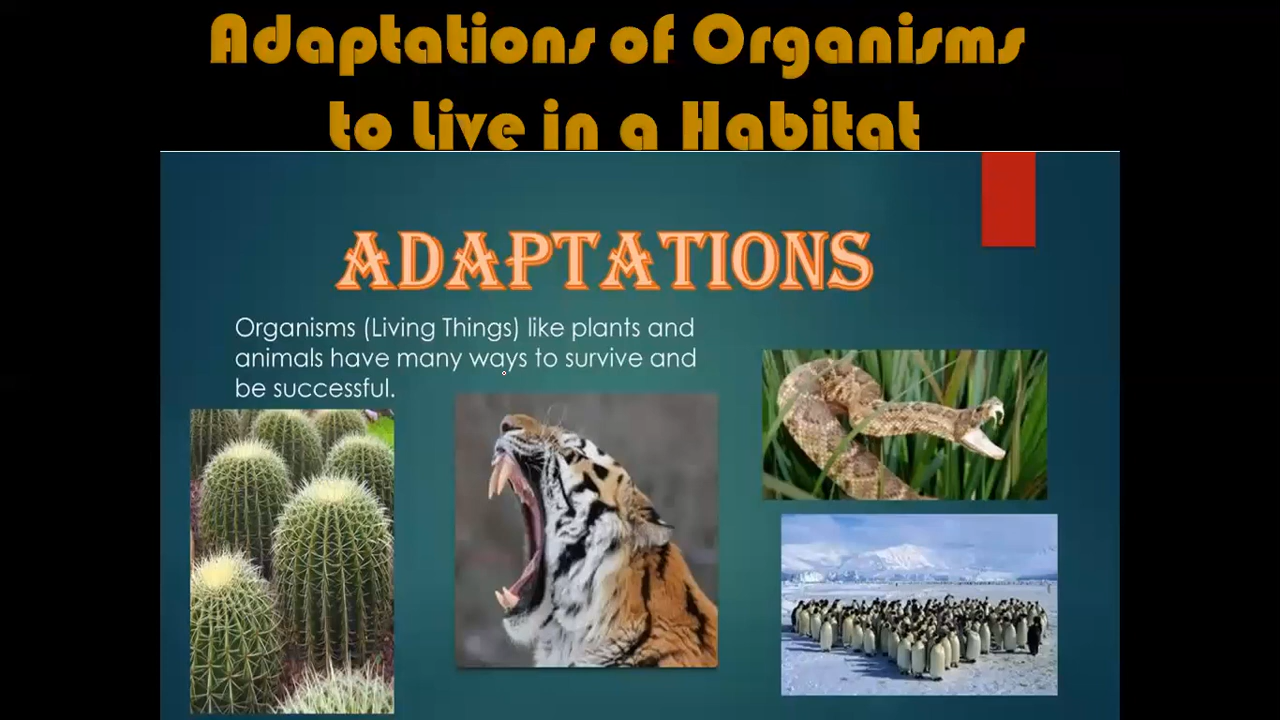 Adaptations of Organisms
to Live in a Habitat
ADAPTATIONS
Organisms (Living Things) like plants and
animals have many ways to survive and
be successful.